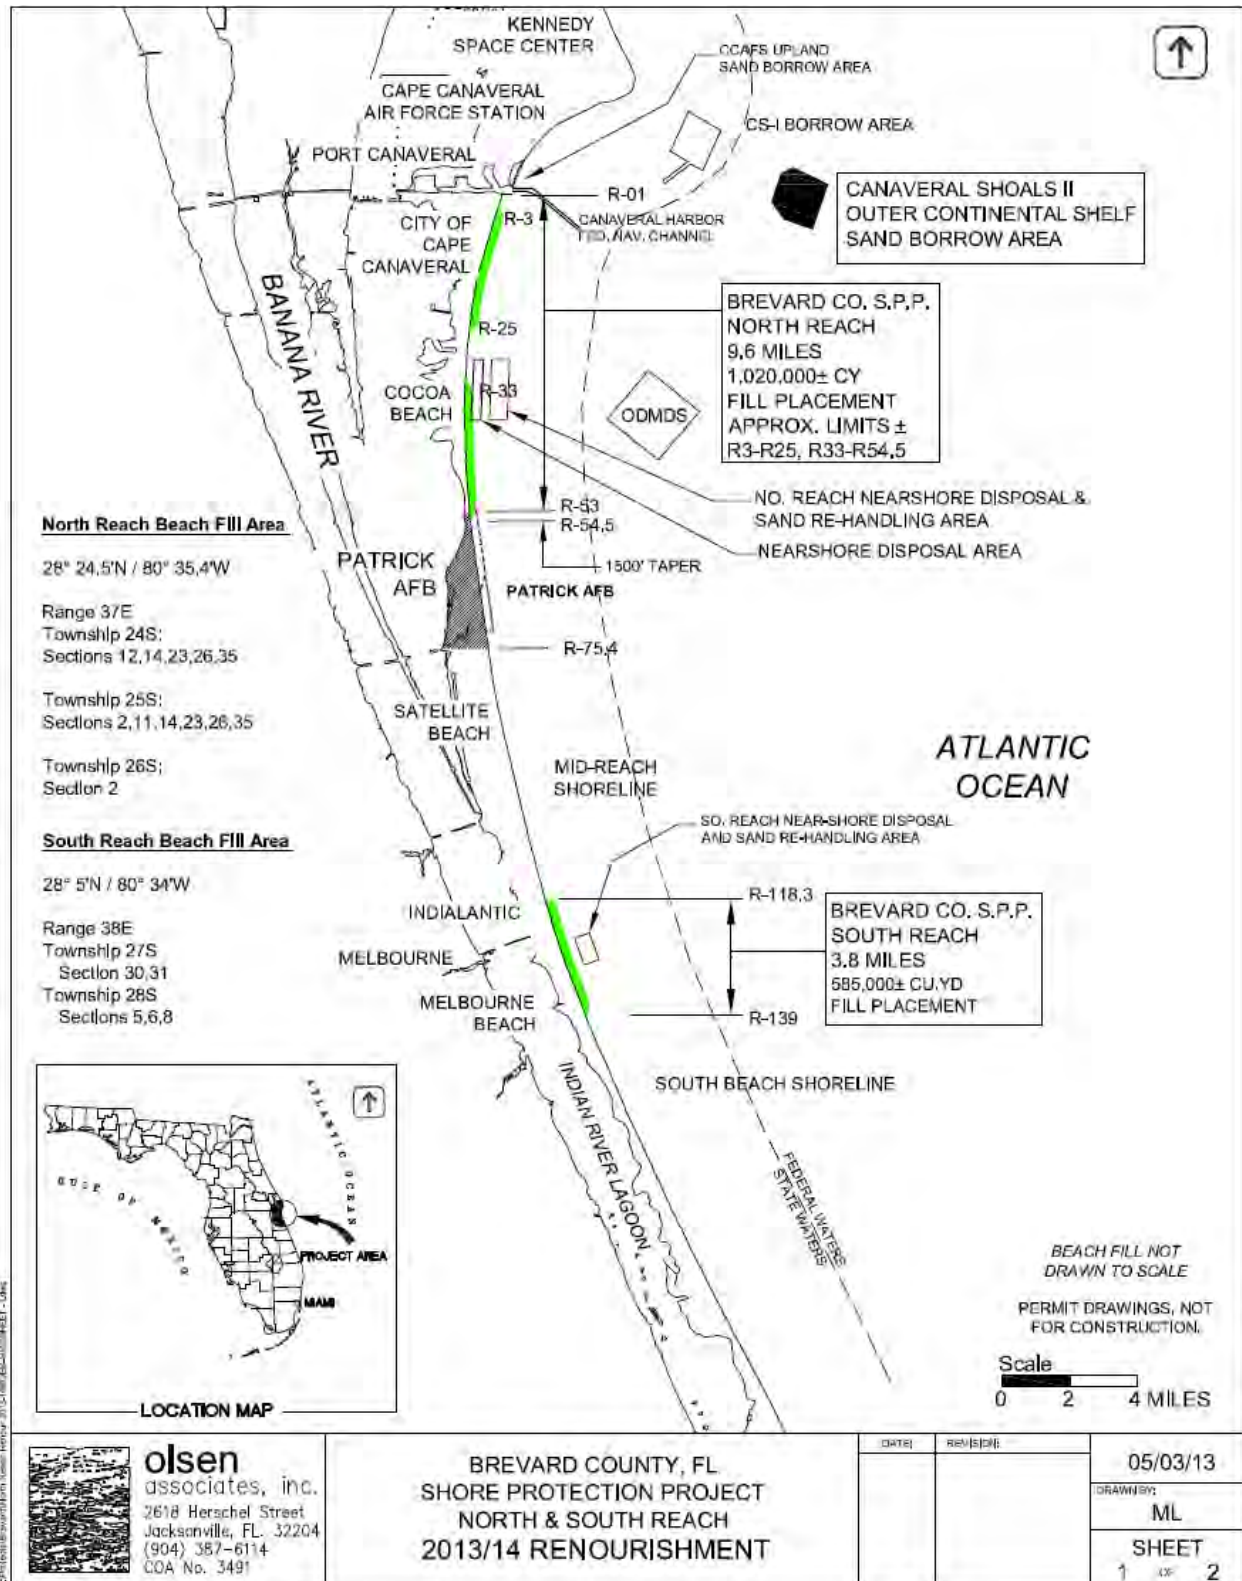 KENNEDY
SPACE CENTER
CCAFS UPLAND
SAND BORROW AREA
CAPE CANAVERAL
AIR FORCE STATION
CS-I BORROW AREA
PORT CANAVERAL
R-01
CANAVERAL SHOALS II
OUTER CONTINENTAL SHELF
SAND BORROW AREA
CITY OF
CAPE
CANAVERAL
R-3
CANAVERAL HARBOR
FED. NAV. CHANNEL
BANANA RIVER
BREVARD CO. S.P.P.
NORTH REACH
9.6 MILES
1,020,000± CY
FILL PLACEMENT
APPROX. LIMITS ±
R3-R25, R33-R54.5
R-25
COCOA
BEACH
R-33
ODMDS
NO. REACH NEARSHORE DISPOSAL &
SAND RE-HANDLING AREA
NEARSHORE DISPOSAL AREA
R-53
R-54.5
1500' TAPER
PATRICK
AFB
PATRICK AFB
R-75.4
North Reach Beach Fill Area
28° 24.5'N / 80° 35.4'W
Range 37E
Township 24S:
Sections 12,14,23,26,35
Township 25S:
Sections 2,11,14,23,26,35
Township 26S:
Section 2
South Reach Beach Fill Area
28° 5'N / 80° 34'W
Range 38E
Township 27S
Section 30,31
Township 28S
Sections 5,6,8
SATELLITE
BEACH
MID-REACH
SHORELINE
ATLANTIC
OCEAN
SO. REACH NEAR-SHORE DISPOSAL
AND SAND RE-HANDLING AREA
R-118.3
INDIALANTIC
BREVARD CO. S.P.P.
SOUTH REACH
3.8 MILES
585,000± CU.YD
FILL PLACEMENT
MELBOURNE
MELBOURNE
BEACH
R-139
SOUTH BEACH SHORELINE
INDIAN RIVER LAGOON
FEDERAL WATERS
STATE WATERS
ATLANTIC OCEAN
GULF OF MEXICO
PROJECT AREA
MIAMI
LOCATION MAP
BEACH FILL NOT
DRAWN TO SCALE
PERMIT DRAWINGS, NOT
FOR CONSTRUCTION.
Scale
0 2 4 MILES
olsen
associates, inc.
2618 Herschel Street
Jacksonville, FL. 32204
(904) 387-6114
COA No. 3491
BREVARD COUNTY, FL
SHORE PROTECTION PROJECT
NORTH & SOUTH REACH
2013/14 RENOURISHMENT
DATE:
REVISION:
05/03/13
DRAWN BY:
ML
SHEET
1 OF 2